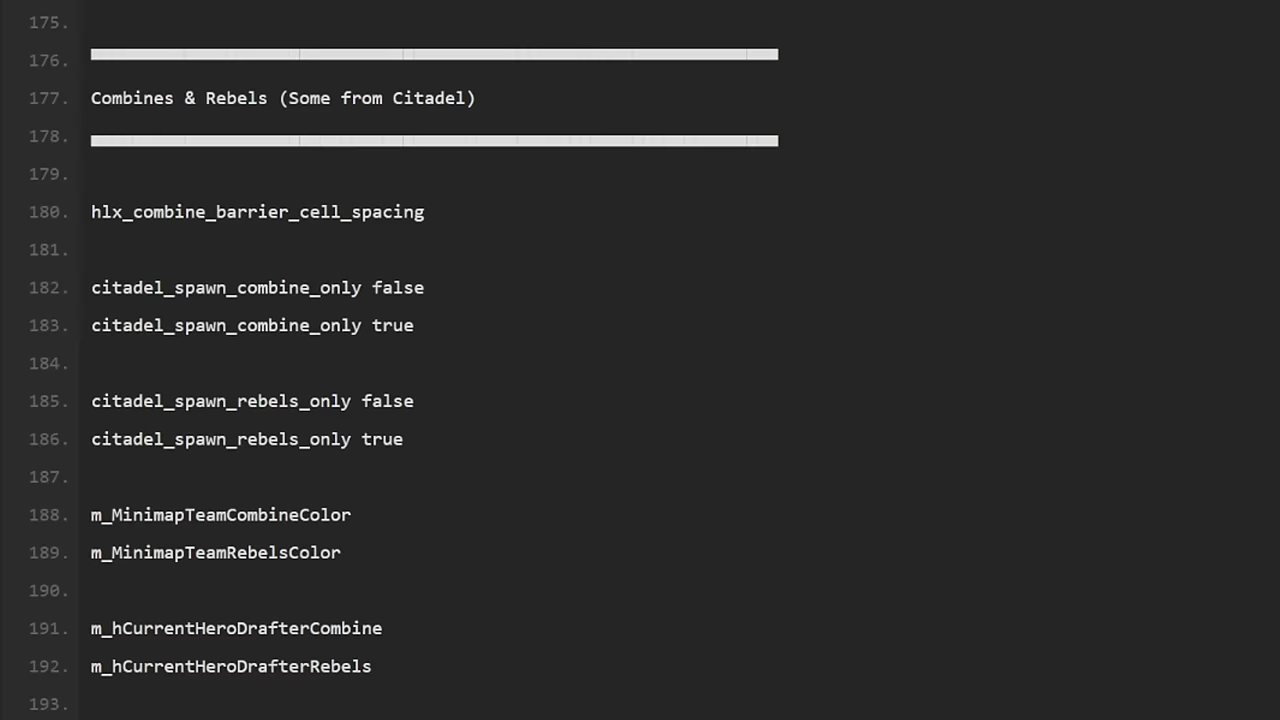 175.
176.
177. Combines & Rebels (Some from Citadel)
178.
179.
180. hlx_combine_barrier_cell_spacing
181.
182. citadel_spawn_combine_only false
183. citadel_spawn_combine_only true
184.
185. citadel_spawn_rebels_only false
186. citadel_spawn_rebels_only true
187.
188. m_MinimapTeamCombineColor
189. m_MinimapTeamRebelsColor
190.
191. m_hCurrentHeroDrafterCombine
192. m_hCurrentHeroDrafterRebels
193.